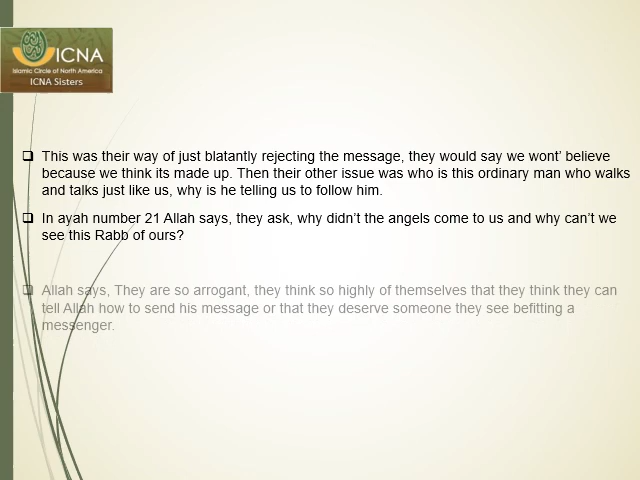 ICNA
Islamic Circle of North America
ICNA Sisters
❑ This was their way of just blatantly rejecting the message, they would say we wont’ believe
because we think its made up. Then their other issue was who is this ordinary man who walks
and talks just like us, why is he telling us to follow him.
❑ In ayah number 21 Allah says, they ask, why didn’t the angels come to us and why can’t we
see this Rabb of ours?
❑ Allah says, They are so arrogant, they think so highly of themselves that they think they can
tell Allah how to send his message or that they deserve someone they see befitting a
messenger.